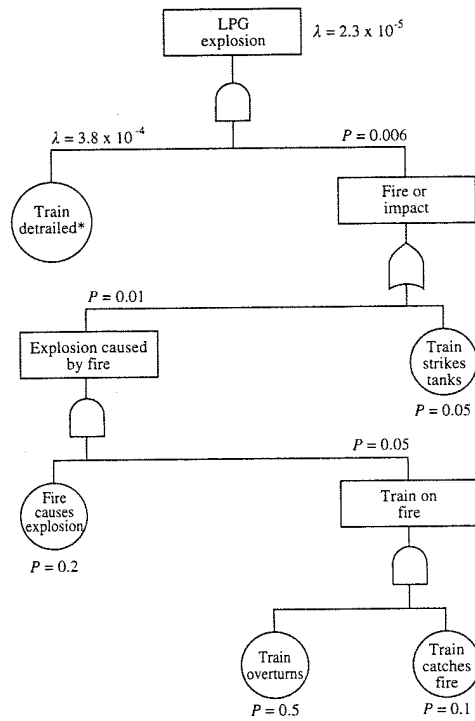 LPG
explosion
λ = 2.3 x 10⁻⁵
λ = 3.8 x 10⁻⁴
P = 0.006
Train
detrailed*
Fire or
impact
P = 0.01
Explosion caused
by fire
Train
strikes
tanks
P = 0.05
P = 0.05
Fire
causes
explosion
P = 0.2
Train on
fire
Train
overturns
P = 0.5
Train
catches
fire
P = 0.1